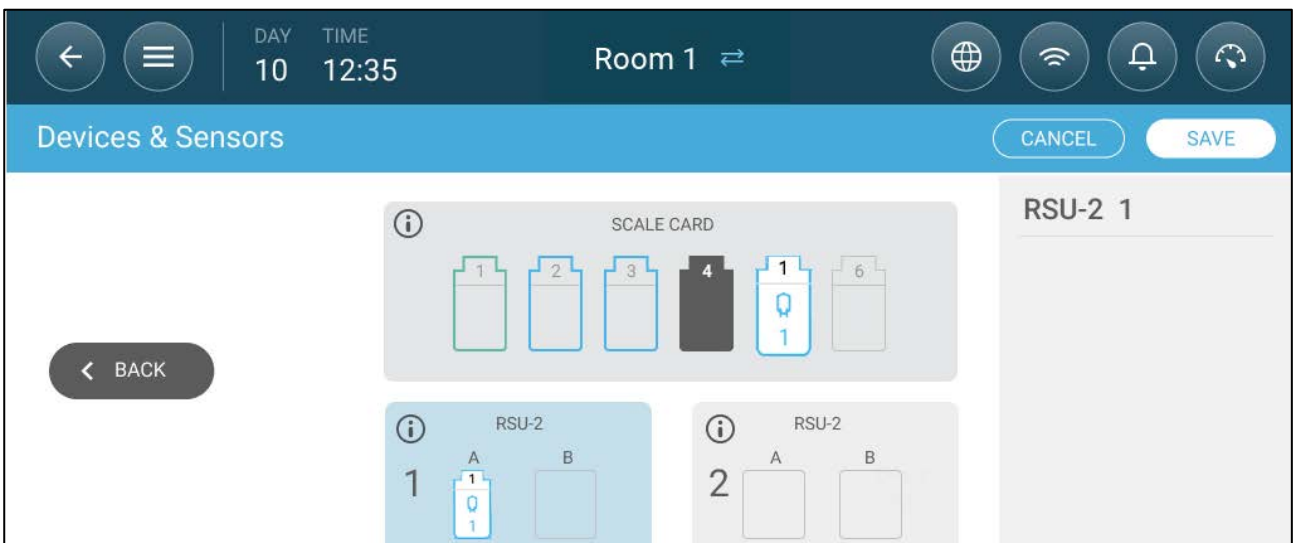 DAY TIME
10 12:35
Room 1
Devices & Sensors
CANCEL
SAVE
RSU-2 1
SCALE CARD
1 2 3 4 1 6
1
BACK
RSU-2
A B
1
1
1
RSU-2
A B
2